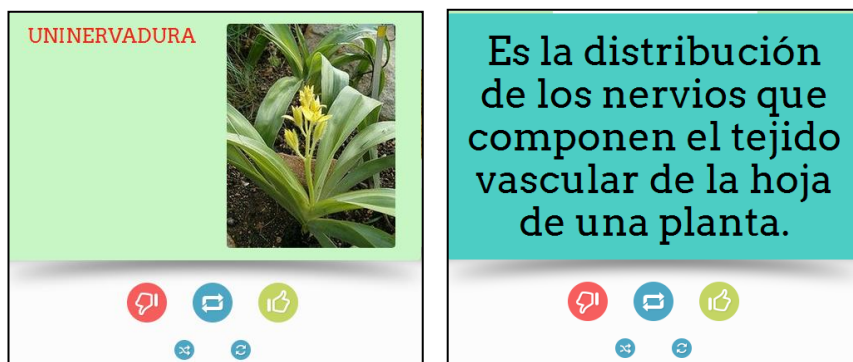 UNINERVADURA
Es la distribución
de los nervios que
componen el tejido
vascular de la hoja
de una planta.